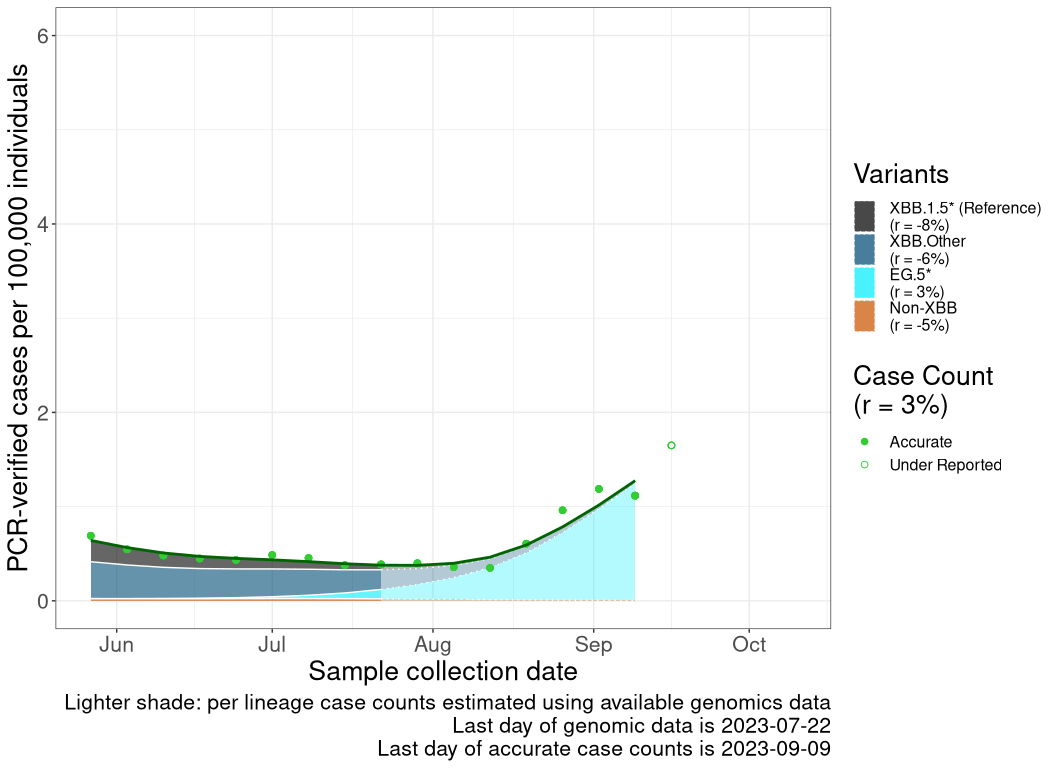 PCR-verified cases per 100,000 individuals
6
4
2
0
Jun Jul Aug Sep Oct
Sample collection date
Lighter shade: per lineage case counts estimated using available genomics data
Last day of genomic data is 2023-07-22
Last day of accurate case counts is 2023-09-09
Variants
XBB.1.5* (Reference)
(r = -8%)
XBB.Other
(r = -6%)
EG.5*
(r = 3%)
Non-XBB
(r = -5%)
Case Count
(r = 3%)
Accurate
Under Reported